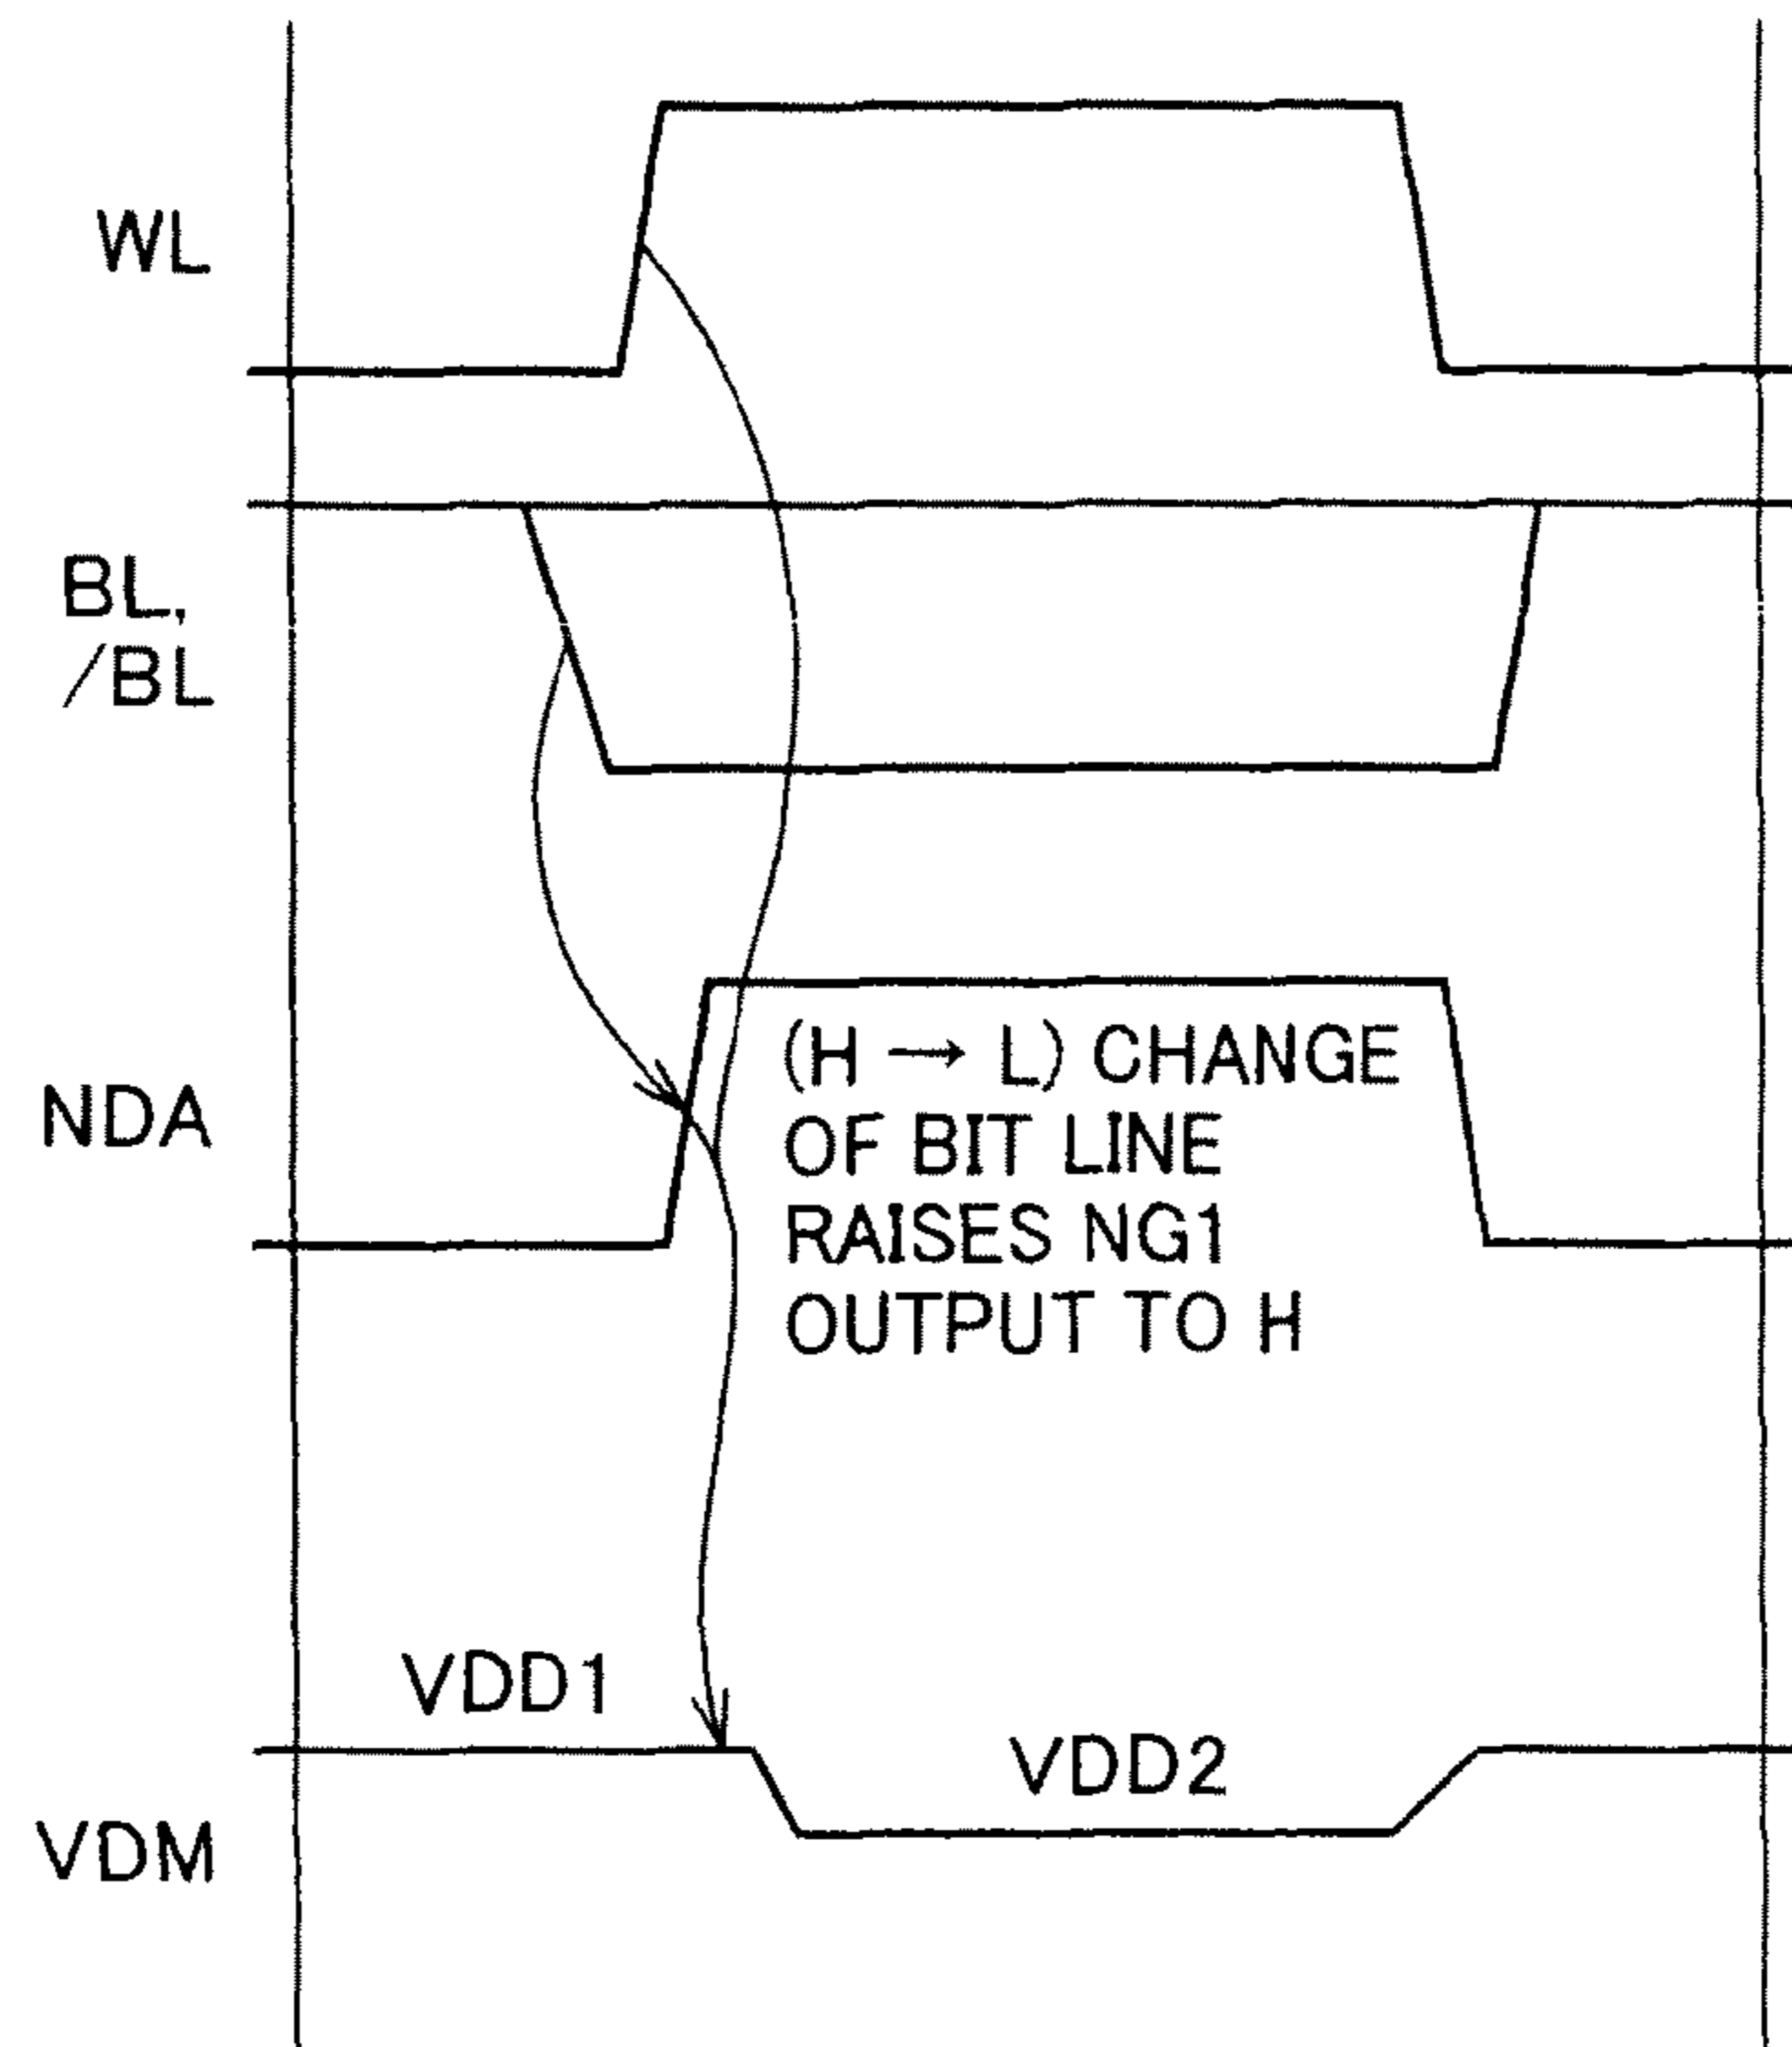 WL
BL,
/BL
NDA
(H → L) CHANGE
OF BIT LINE
RAISES NG1
OUTPUT TO H
VDD1
VDD2
VDM